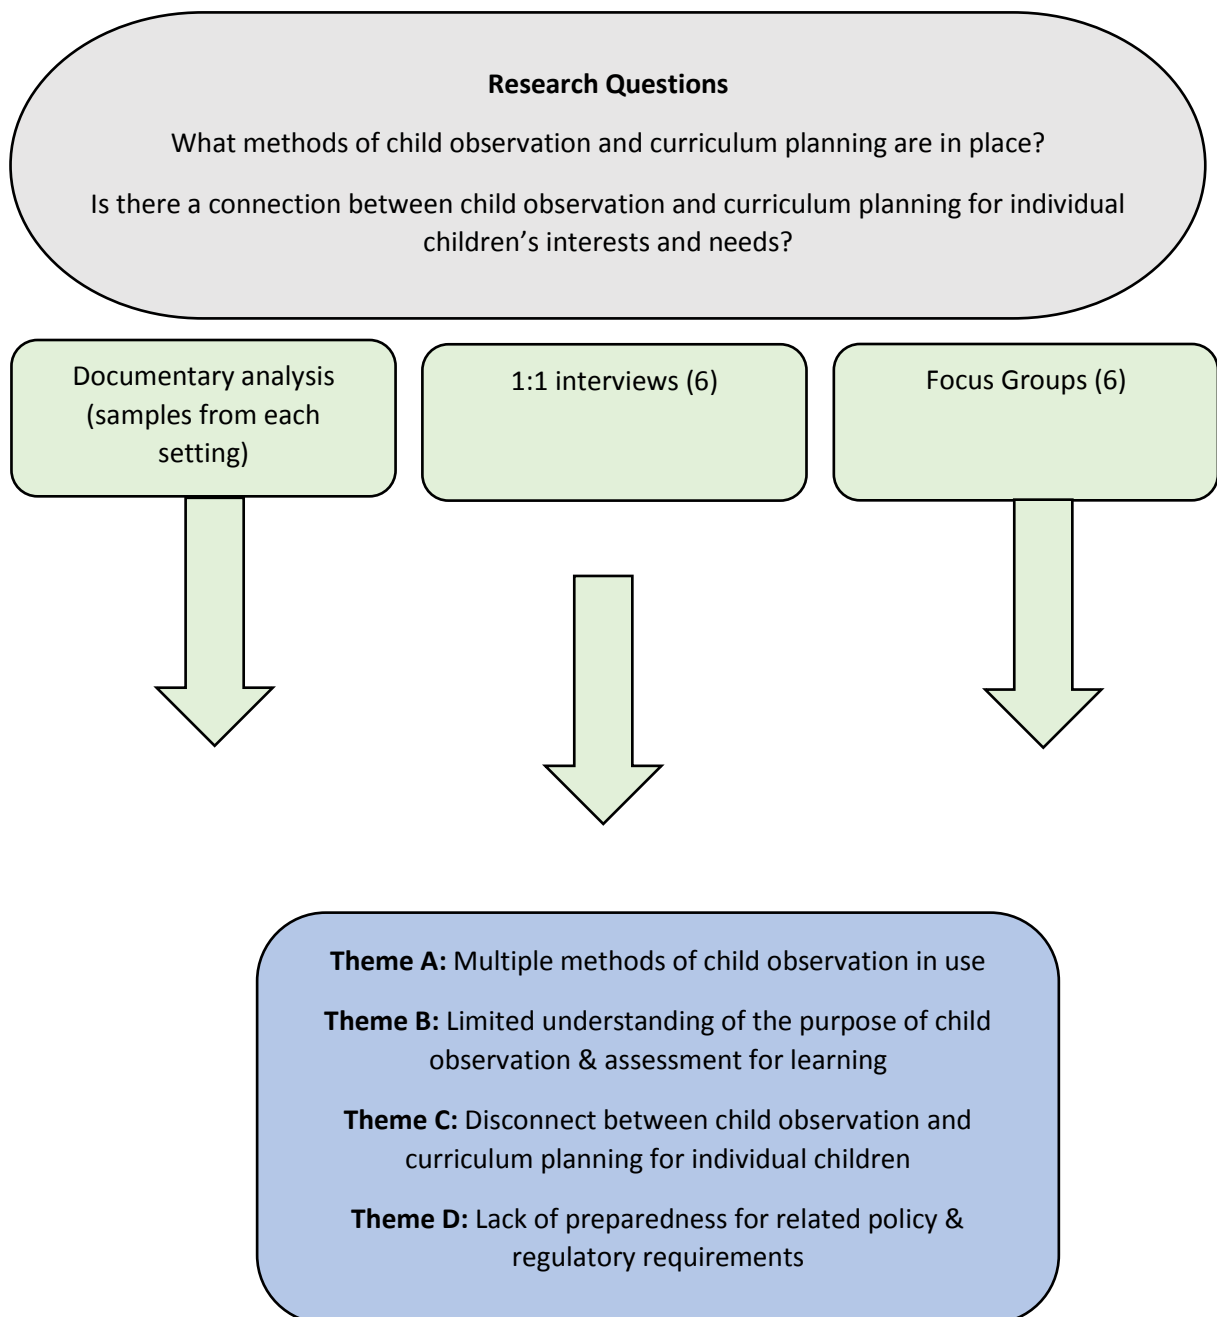 Research Questions
What methods of child observation and curriculum planning are in place?
Is there a connection between child observation and curriculum planning for individual
children’s interests and needs?
Documentary analysis
(samples from each
setting)
1:1 interviews (6)
Focus Groups (6)
Theme A: Multiple methods of child observation in use
Theme B: Limited understanding of the purpose of child
observation & assessment for learning
Theme C: Disconnect between child observation and
curriculum planning for individual children
Theme D: Lack of preparedness for related policy &
regulatory requirements